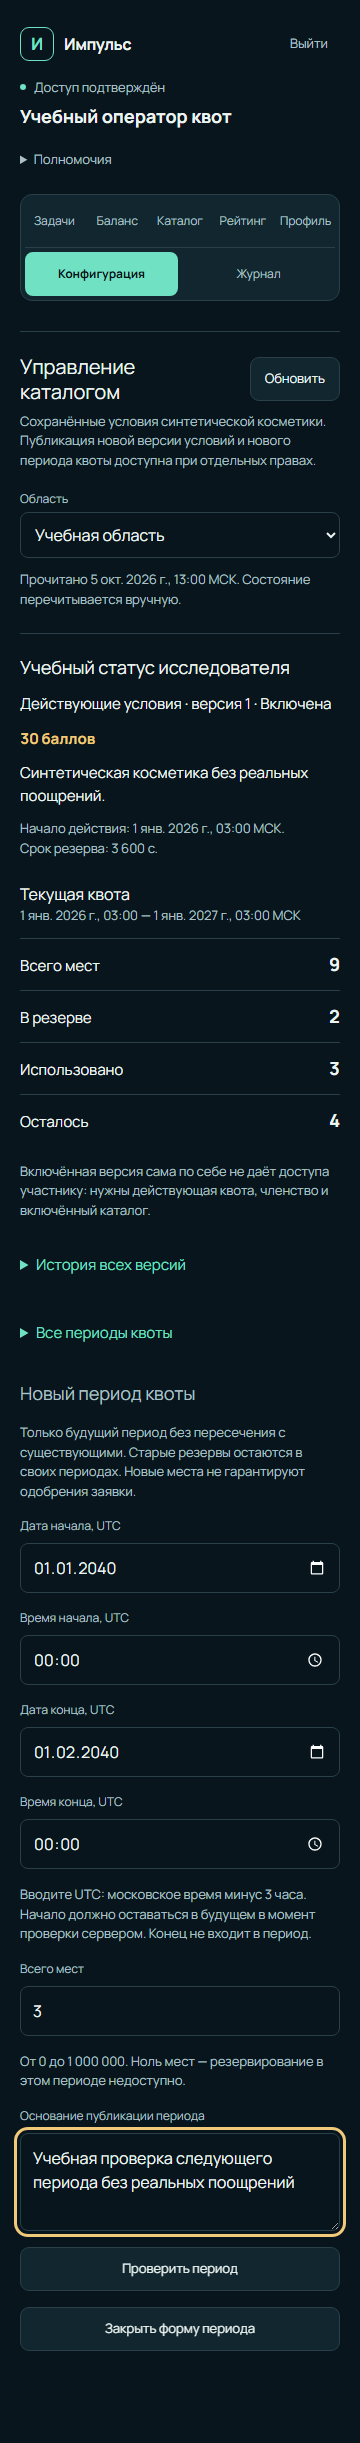 И Импульс Выйти
Доступ подтверждён
Учебный оператор квот
Полномочия
Задачи Баланс Каталог Рейтинг Профиль
Конфигурация Журнал
Управление
каталогом
Обновить
Сохранённые условия синтетической косметики.
Публикация новой версии условий и нового
периода квоты доступна при отдельных правах.
Область
Учебная область
Прочитано 5 окт. 2026 г., 13:00 МСК. Состояние
перечитывается вручную.
Учебный статус исследователя
Действующие условия · версия 1 · Включена
30 баллов
Синтетическая косметика без реальных
поощрений.
Начало действия: 1 янв. 2026 г., 03:00 МСК.
Срок резерва: 3 600 с.
Текущая квота
1 янв. 2026 г., 03:00 — 1 янв. 2027 г., 03:00 МСК
Всего мест 9
В резерве 2
Использовано 3
Осталось 4
Включённая версия сама по себе не даёт доступа
участнику: нужны действующая квота, членство и
включённый каталог.
История всех версий
Все периоды квоты
Новый период квоты
Только будущий период без пересечения с
существующими. Старые резервы остаются в
своих периодах. Новые места не гарантируют
одобрения заявки.
Дата начала, UTC
01.01.2040
Время начала, UTC
00:00
Дата конца, UTC
01.02.2040
Время конца, UTC
00:00
Вводите UTC: московское время минус 3 часа.
Начало должно оставаться в будущем в момент
проверки сервером. Конец не входит в период.
Всего мест
3
От 0 до 1 000 000. Ноль мест — резервирование в
этом периоде недоступно.
Основание публикации периода
Учебная проверка следующего
периода без реальных поощрений
Проверить период
Закрыть форму периода